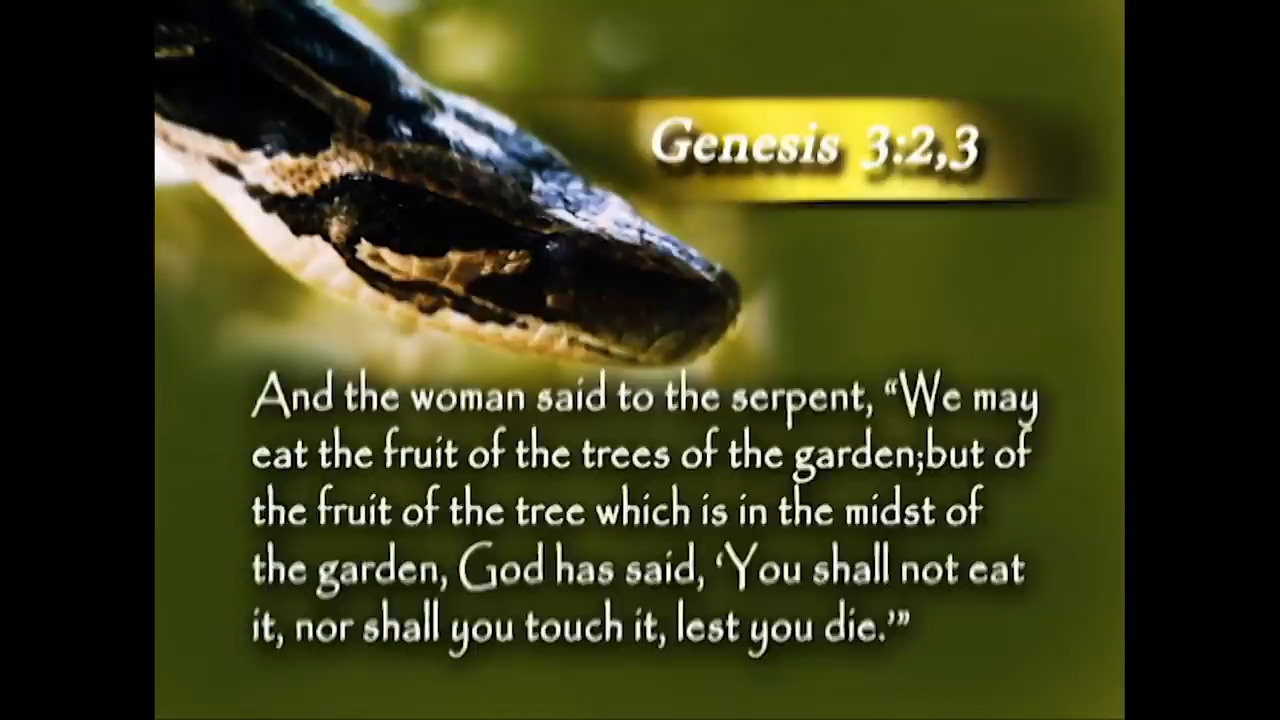 Genesis 3:2,3
And the woman said to the serpent, “We may
eat the fruit of the trees of the garden;but of
the fruit of the tree which is in the midst of
the garden, God has said, ‘You shall not eat
it, nor shall you touch it, lest you die.’”